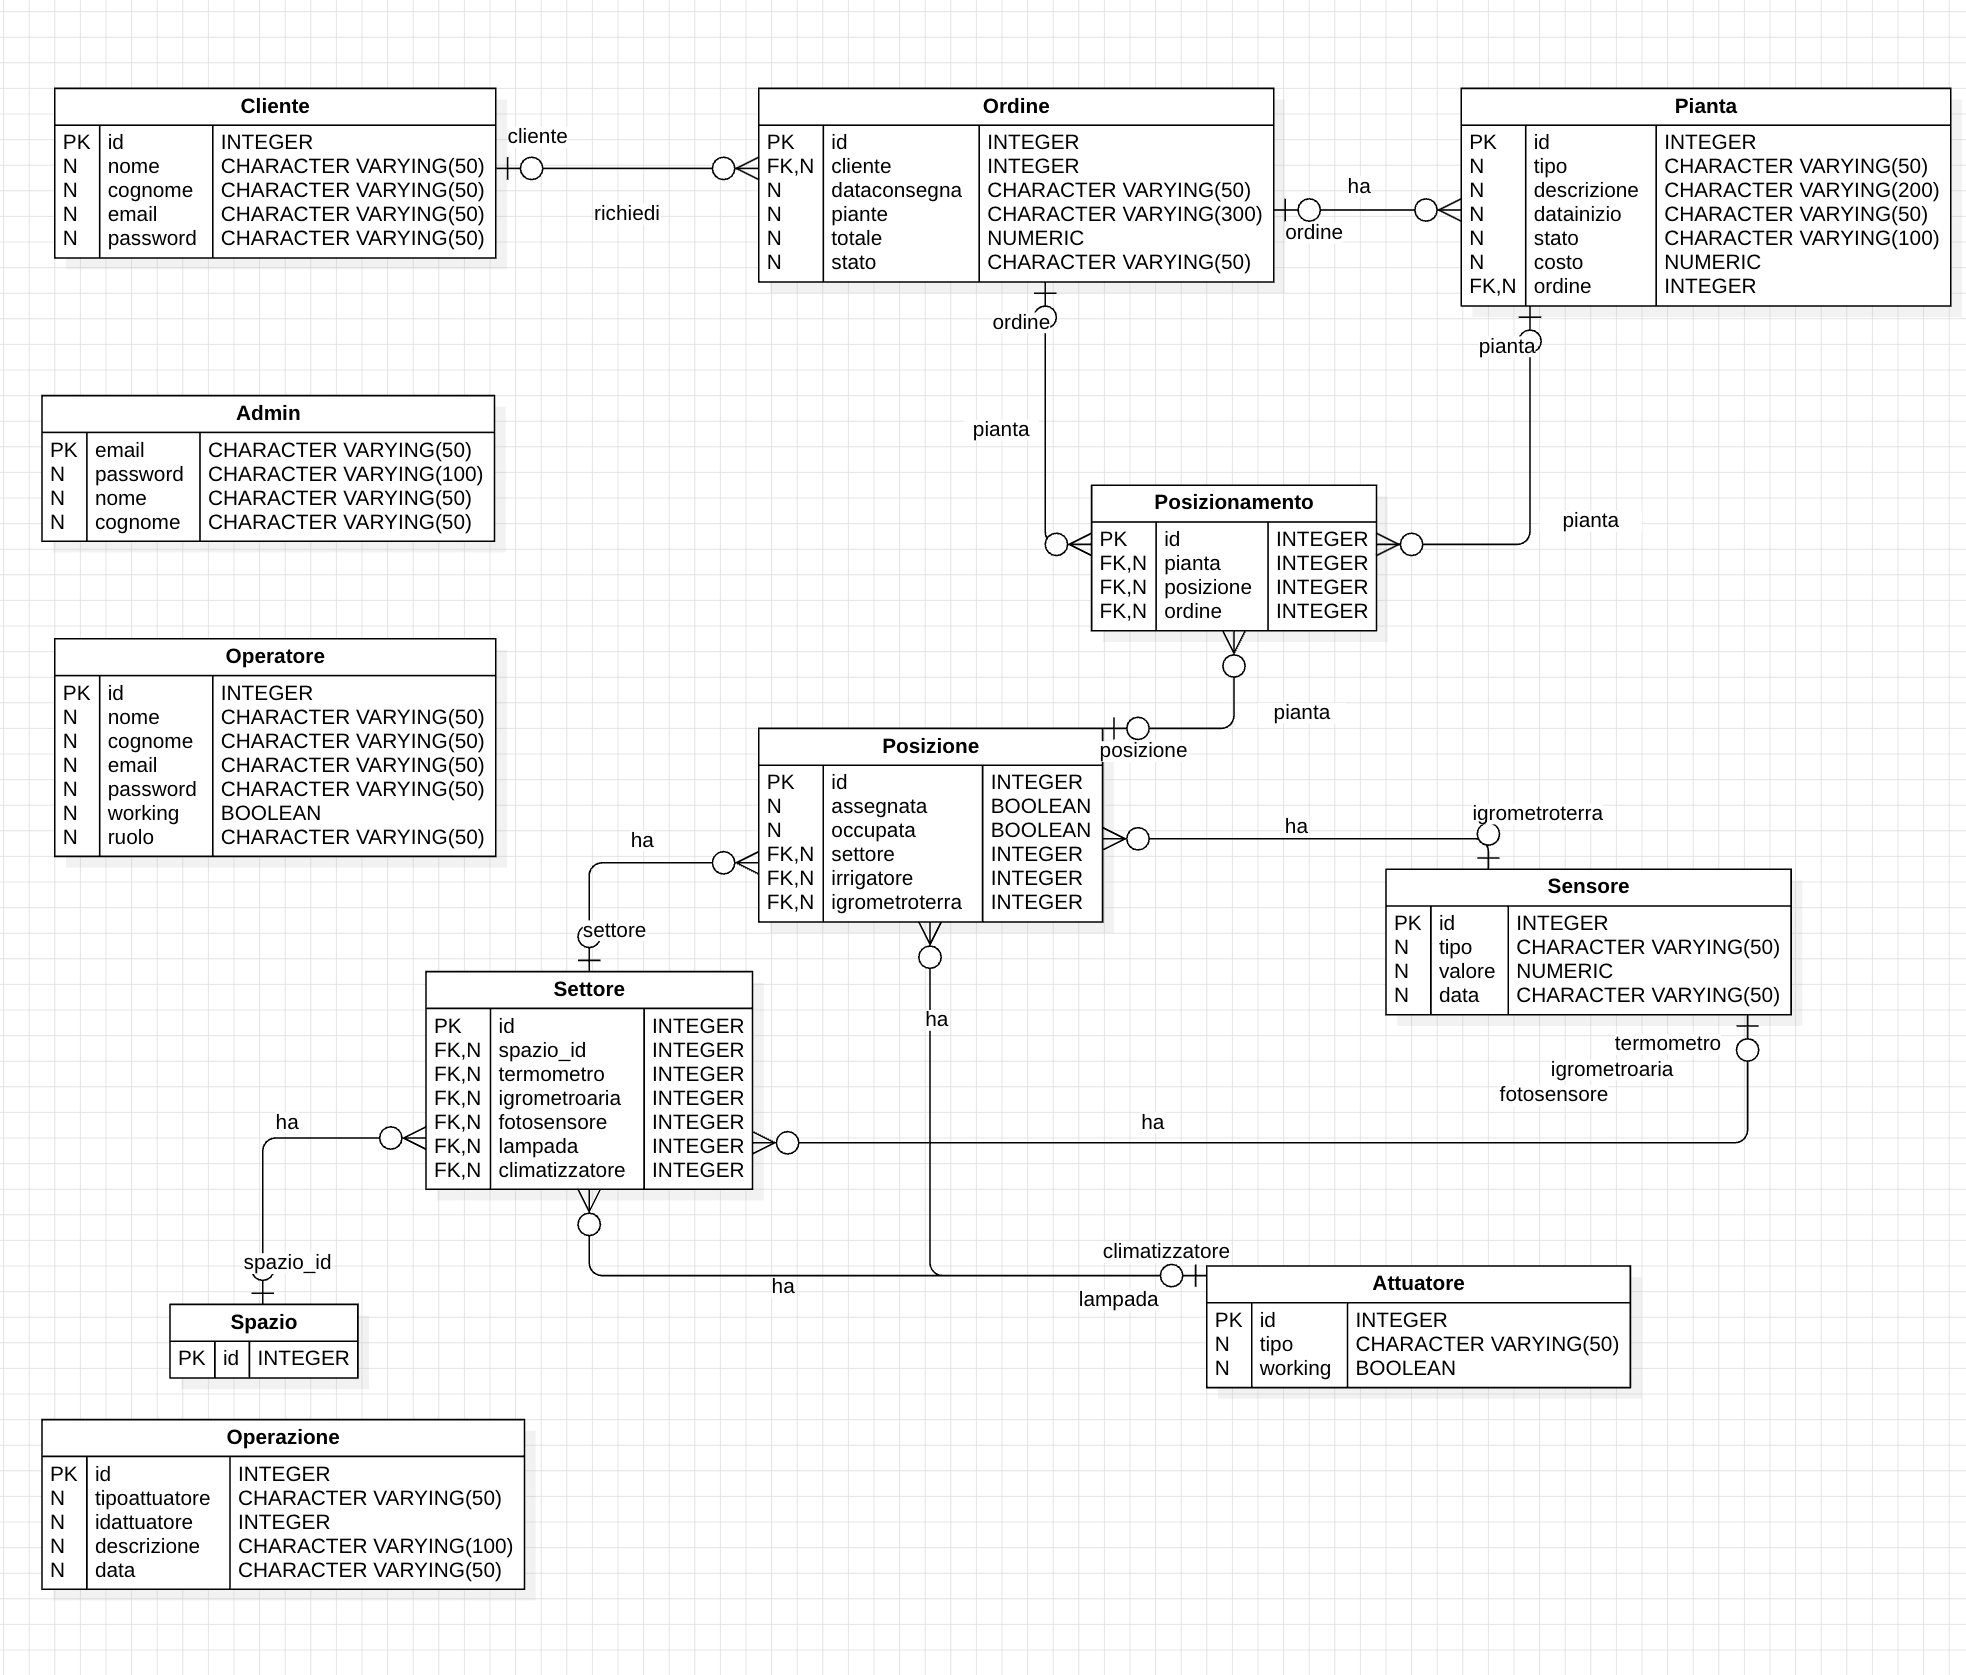 Cliente
PK id INTEGER
N nome CHARACTER VARYING(50)
N cognome CHARACTER VARYING(50)
N email CHARACTER VARYING(50)
N password CHARACTER VARYING(50)
cliente
richiedi
Ordine
PK id INTEGER
FK,N cliente INTEGER
N dataconsegna CHARACTER VARYING(50)
N piante CHARACTER VARYING(300)
N totale NUMERIC
N stato CHARACTER VARYING(50)
ha
ordine
Pianta
PK id INTEGER
N tipo CHARACTER VARYING(50)
N descrizione CHARACTER VARYING(200)
N datainizio CHARACTER VARYING(50)
N stato CHARACTER VARYING(100)
N costo NUMERIC
FK,N ordine INTEGER
ordine
pianta
pianta
pianta
Admin
PK email CHARACTER VARYING(50)
N password CHARACTER VARYING(100)
N nome CHARACTER VARYING(50)
N cognome CHARACTER VARYING(50)
Posizionamento
PK id INTEGER
FK,N pianta INTEGER
FK,N posizione INTEGER
FK,N ordine INTEGER
Operatore
PK id INTEGER
N nome CHARACTER VARYING(50)
N cognome CHARACTER VARYING(50)
N email CHARACTER VARYING(50)
N password CHARACTER VARYING(50)
N working BOOLEAN
N ruolo CHARACTER VARYING(50)
pianta
posizione
Posizione
PK id INTEGER
N assegnata BOOLEAN
N occupata BOOLEAN
FK,N settore INTEGER
FK,N irrigatore INTEGER
FK,N igrometroterra INTEGER
ha
igrometroterra
ha
settore
Sensore
PK id INTEGER
N tipo CHARACTER VARYING(50)
N valore NUMERIC
N data CHARACTER VARYING(50)
Settore
PK id INTEGER
FK,N spazio_id INTEGER
FK,N termometro INTEGER
FK,N igrometroaria INTEGER
FK,N fotosensore INTEGER
FK,N lampada INTEGER
FK,N climatizzatore INTEGER
ha
termometro
igrometroaria
fotosensore
ha
ha
spazio_id
ha
climatizzatore
lampada
Spazio
PK id INTEGER
Attuatore
PK id INTEGER
N tipo CHARACTER VARYING(50)
N working BOOLEAN
Operazione
PK id INTEGER
N tipoattuatore CHARACTER VARYING(50)
N idattuatore INTEGER
N descrizione CHARACTER VARYING(100)
N data CHARACTER VARYING(50)